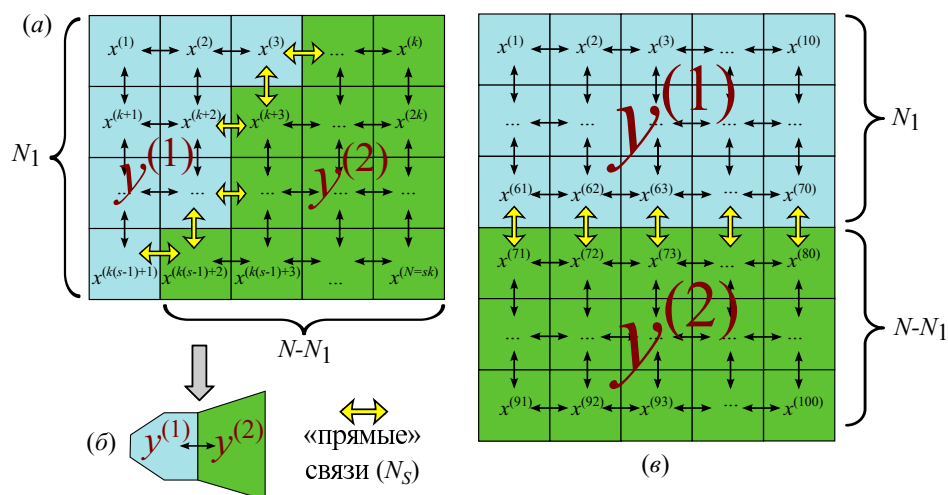 (а)
x(1) x(2) x(3) ... x(k)
x(k+1) x(k+2) x(k+3) ... x(2k)
N1
y(1) y(2)
... ... ... ... ...
x(k(s-1)+1) x(k(s-1)+2) x(k(s-1)+3) ... x(N=sk)
N-N1
(б)
y(1) y(2)
«прямые»
связи (NS)
x(1) x(2) x(3) ... x(10)
y(1)
... ... ... ... ...
N1
x(61) x(62) x(63) ... x(70)
x(71) x(72) x(73) ... x(80)
y(2)
... ... ... ... ...
N-N1
x(91) x(92) x(93) ... x(100)
(в)